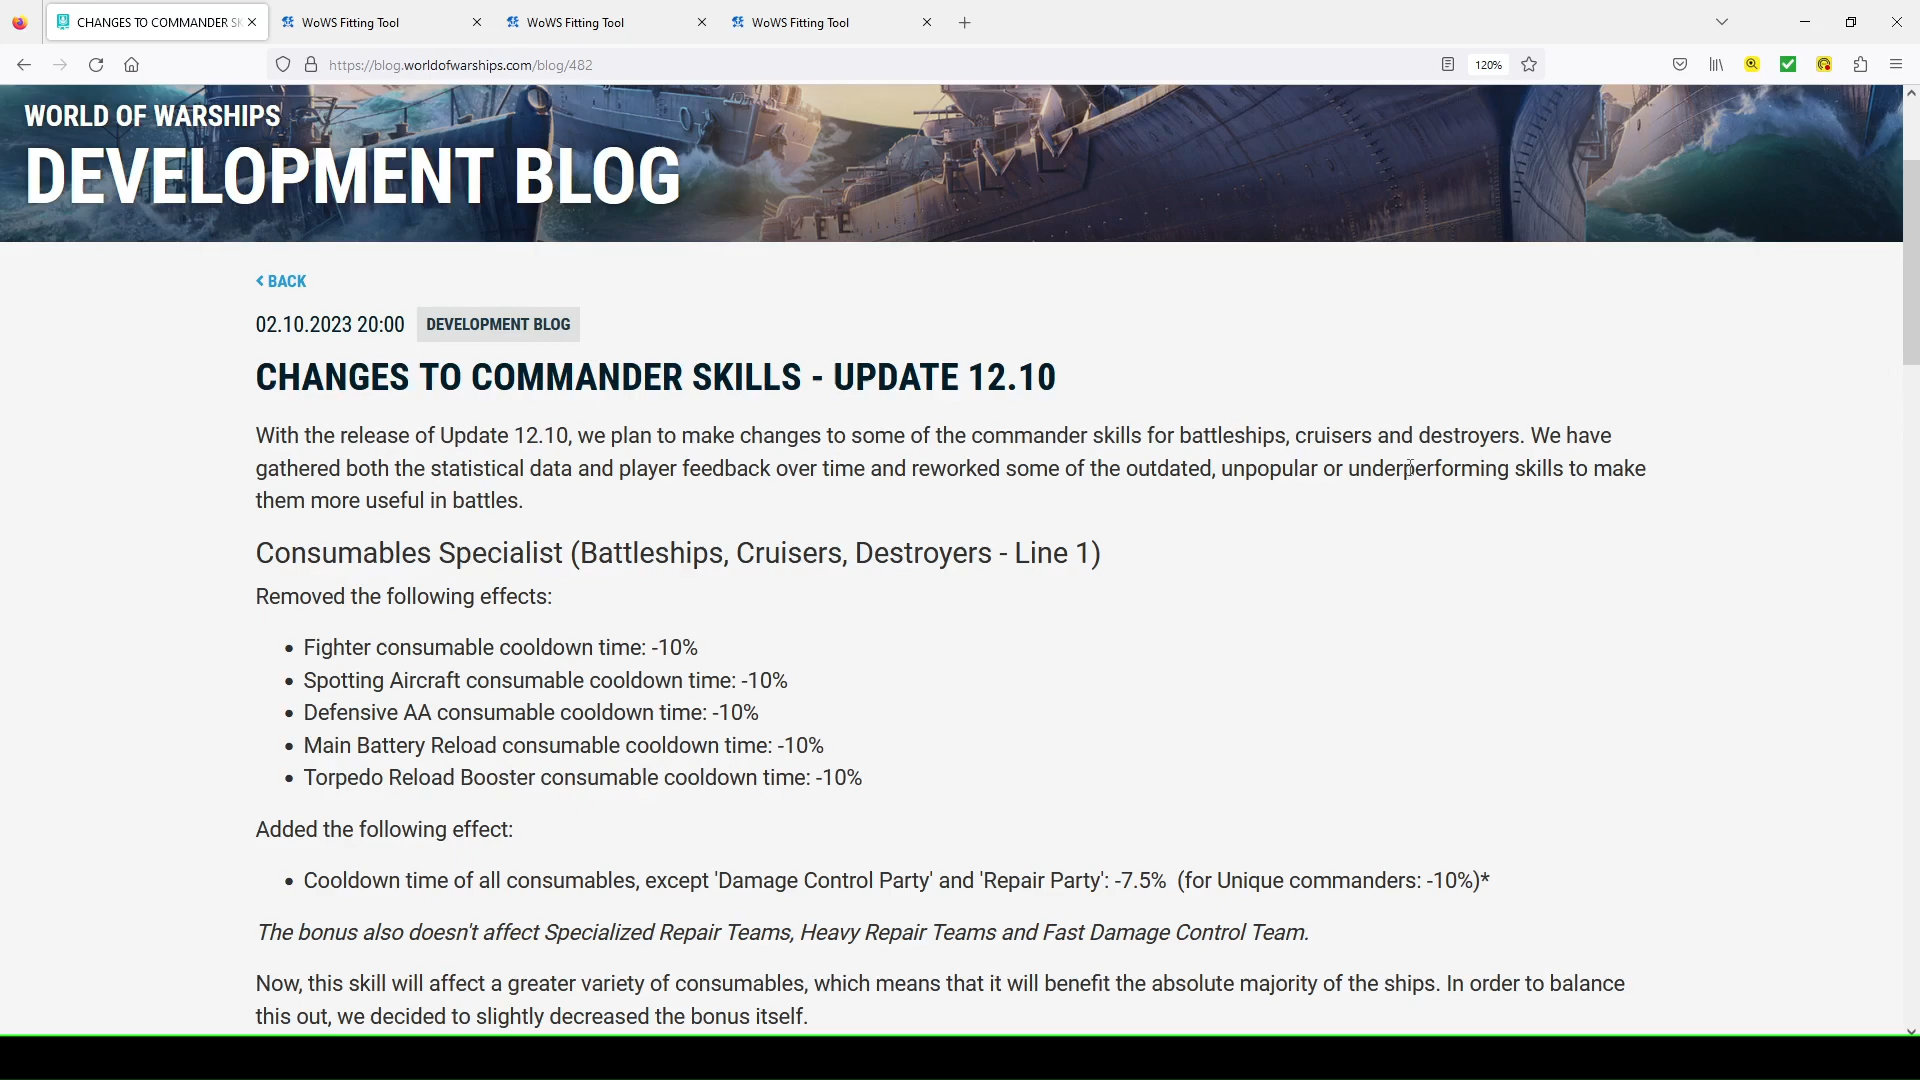 CHANGES TO COMMANDER SK
WoWS Fitting Tool
WoWS Fitting Tool
WoWS Fitting Tool
https://blog.worldofwarships.com/blog/482
120%
WORLD OF WARSHIPS
DEVELOPMENT BLOG
< BACK
02.10.2023 20:00 DEVELOPMENT BLOG
CHANGES TO COMMANDER SKILLS - UPDATE 12.10
With the release of Update 12.10, we plan to make changes to some of the commander skills for battleships, cruisers and destroyers. We have
gathered both the statistical data and player feedback over time and reworked some of the outdated, unpopular or underperforming skills to make
them more useful in battles.
Consumables Specialist (Battleships, Cruisers, Destroyers - Line 1)
Removed the following effects:
• Fighter consumable cooldown time: -10%
• Spotting Aircraft consumable cooldown time: -10%
• Defensive AA consumable cooldown time: -10%
• Main Battery Reload consumable cooldown time: -10%
• Torpedo Reload Booster consumable cooldown time: -10%
Added the following effect:
• Cooldown time of all consumables, except 'Damage Control Party' and 'Repair Party': -7.5% (for Unique commanders: -10%)*
The bonus also doesn't affect Specialized Repair Teams, Heavy Repair Teams and Fast Damage Control Team.
Now, this skill will affect a greater variety of consumables, which means that it will benefit the absolute majority of the ships. In order to balance
this out, we decided to slightly decreased the bonus itself.